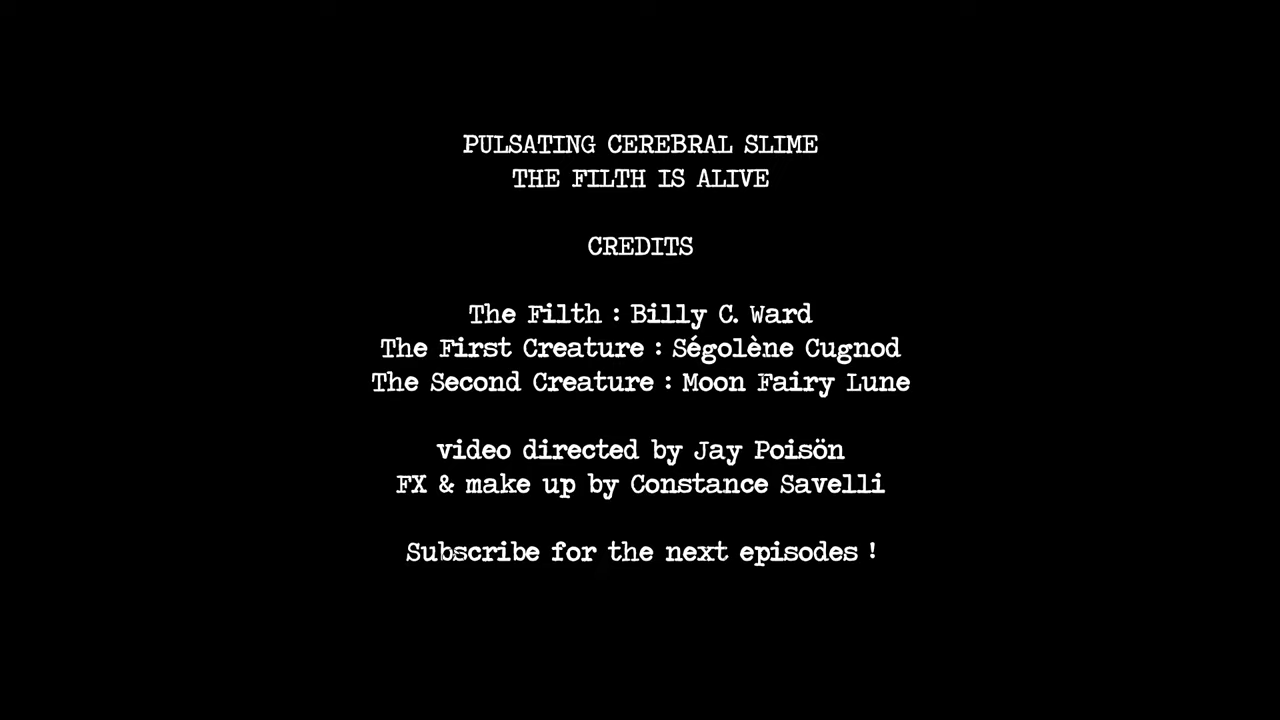 PULSATING CEREBRAL SLIME
THE FILTH IS ALIVE
CREDITS
The Filth : Billy C. Ward
The First Creature : Ségolène Cugnod
The Second Creature : Moon Fairy Lune
video directed by Jay Poisön
FX & make up by Constance Savelli
Subscribe for the next episodes !